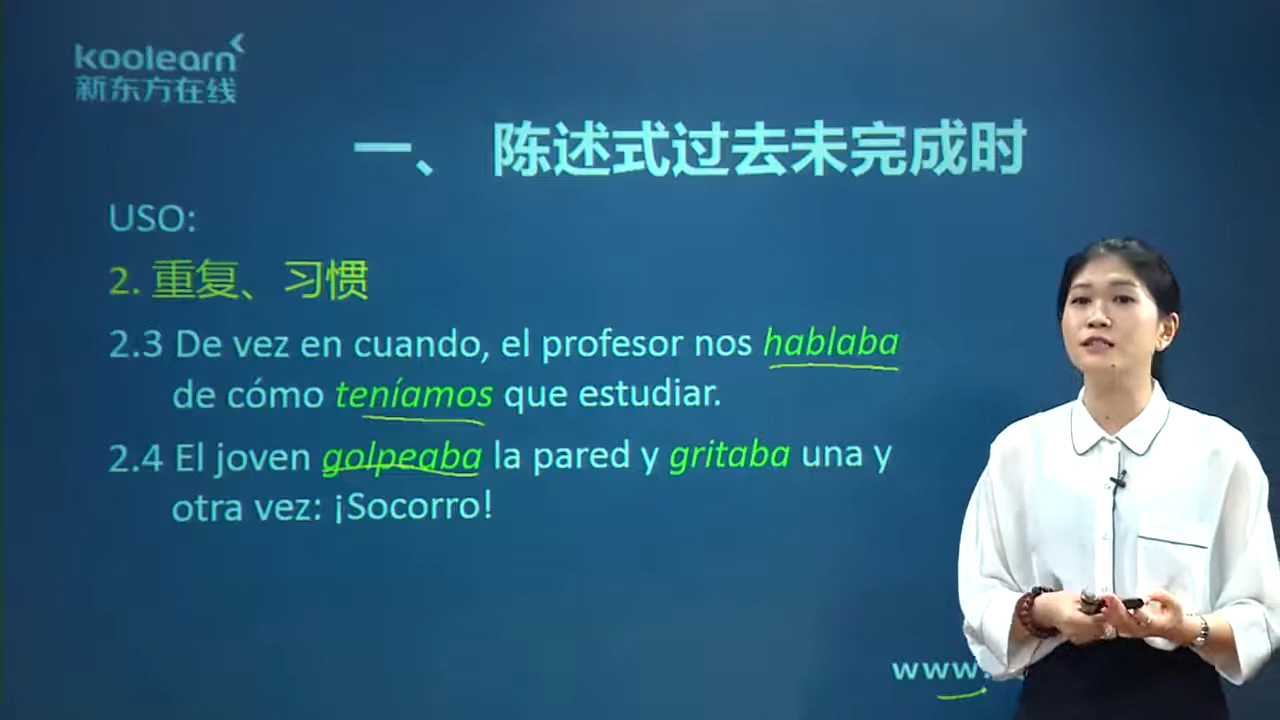 koolearn
新东方在线
一、 陈述式过去未完成时
USO:
2. 重复、习惯
2.3 De vez en cuando, el profesor nos hablaba
de cómo teníamos que estudiar.
2.4 El joven golpeaba la pared y gritaba una y
otra vez: ¡Socorro!
www.